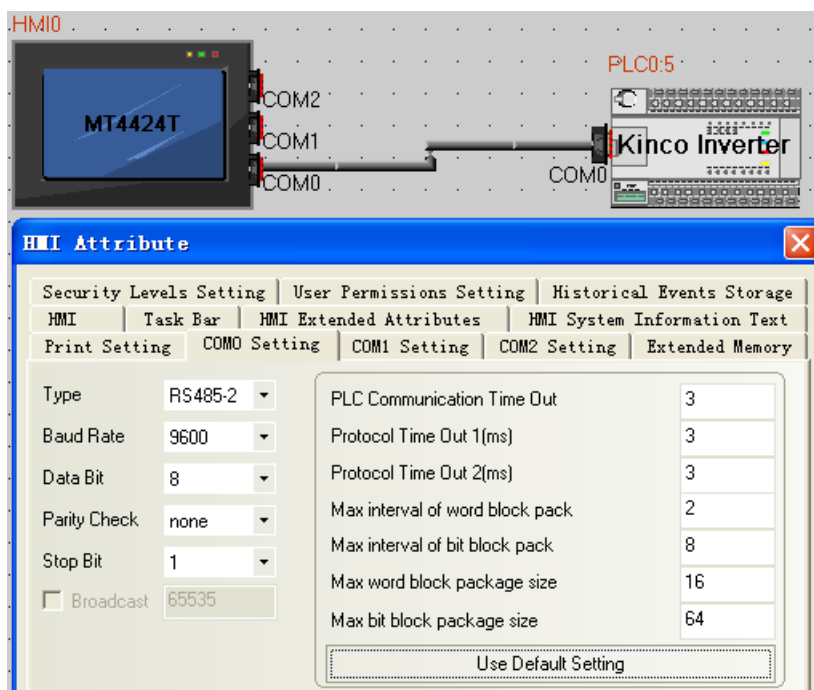 HMI0
PLC0:5
MT4424T
COM2
COM1
COM0
COM0
Kinco Inverter
HMI Attribute
Security Levels Setting User Permissions Setting Historical Events Storage
HMI Task Bar HMI Extended Attributes HMI System Information Text
Print Setting COM0 Setting COM1 Setting COM2 Setting Extended Memory
Type RS485-2 PLC Communication Time Out 3
Baud Rate 9600 Protocol Time Out 1(ms) 3
Data Bit 8 Protocol Time Out 2(ms) 3
Parity Check none Max interval of word block pack 2
Stop Bit 1 Max interval of bit block pack 8
Broadcast 65535 Max word block package size 16
Max bit block package size 64
Use Default Setting